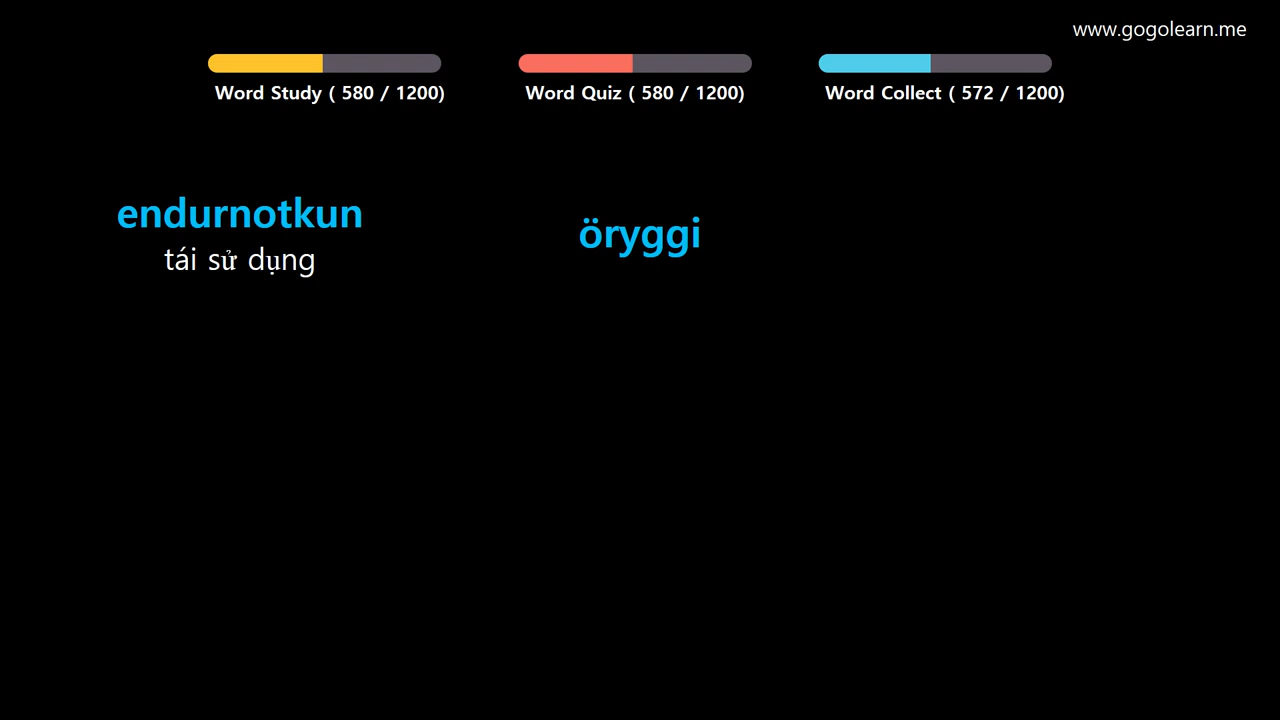 www.gogolearn.me
Word Study ( 580 / 1200)
Word Quiz ( 580 / 1200)
Word Collect ( 572 / 1200)
endurnotkun
tái sử dụng
öryggi